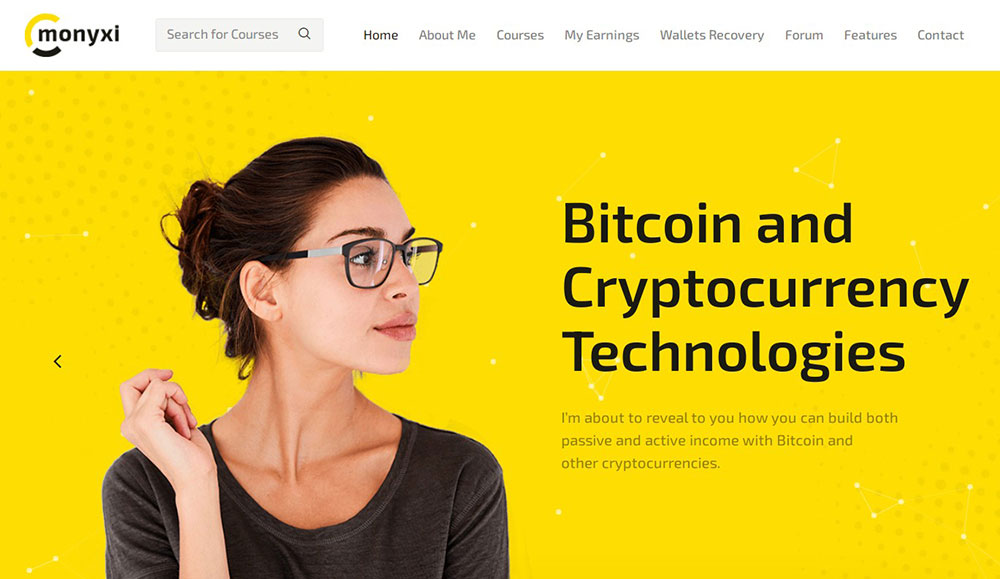 monyxi
Search for Courses
Home About Me Courses My Earnings Wallets Recovery Forum Features Contact
Bitcoin and
Cryptocurrency
Technologies
I'm about to reveal to you how you can build both
passive and active income with Bitcoin and
other cryptocurrencies.